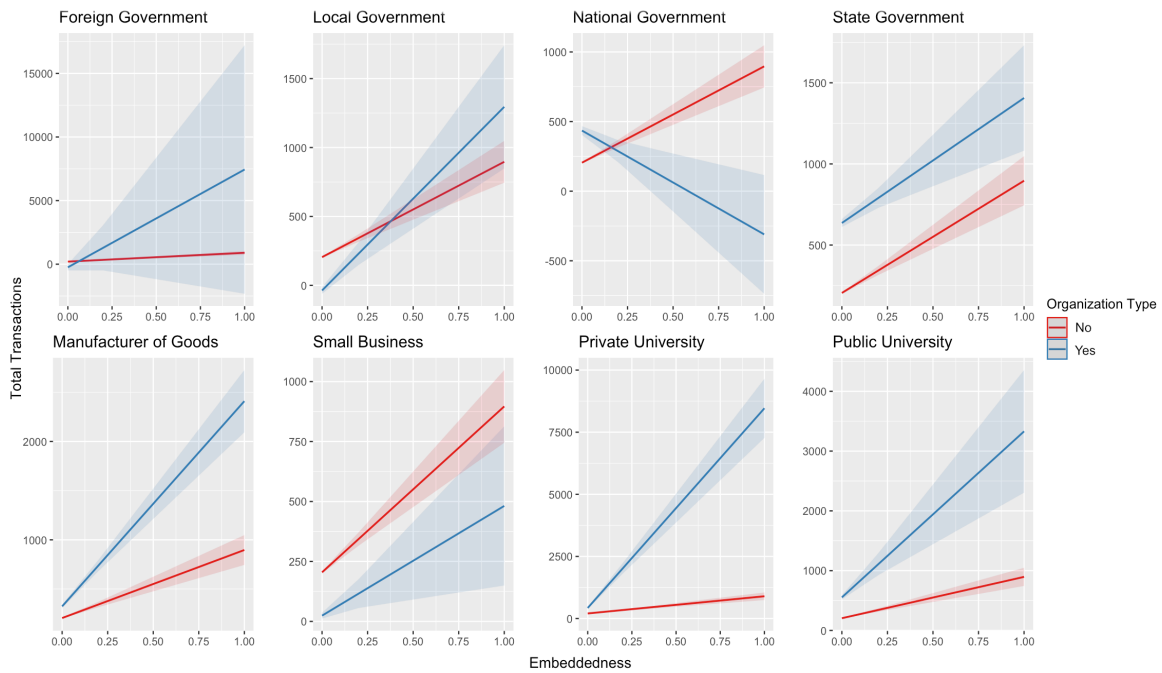 Foreign Government
Local Government
National Government
State Government
15000
10000
5000
0
0.00 0.25 0.50 0.75 1.00
1500
1000
500
0
0.00 0.25 0.50 0.75 1.00
1000
500
0
-500
0.00 0.25 0.50 0.75 1.00
1500
1000
500
0.00 0.25 0.50 0.75 1.00
Total Transactions
Manufacturer of Goods
Small Business
Private University
Public University
2000
1000
0.00 0.25 0.50 0.75 1.00
1000
750
500
250
0
0.00 0.25 0.50 0.75 1.00
10000
7500
5000
2500
0
0.00 0.25 0.50 0.75 1.00
4000
3000
2000
1000
0
0.00 0.25 0.50 0.75 1.00
Embeddedness
Organization Type
No
Yes